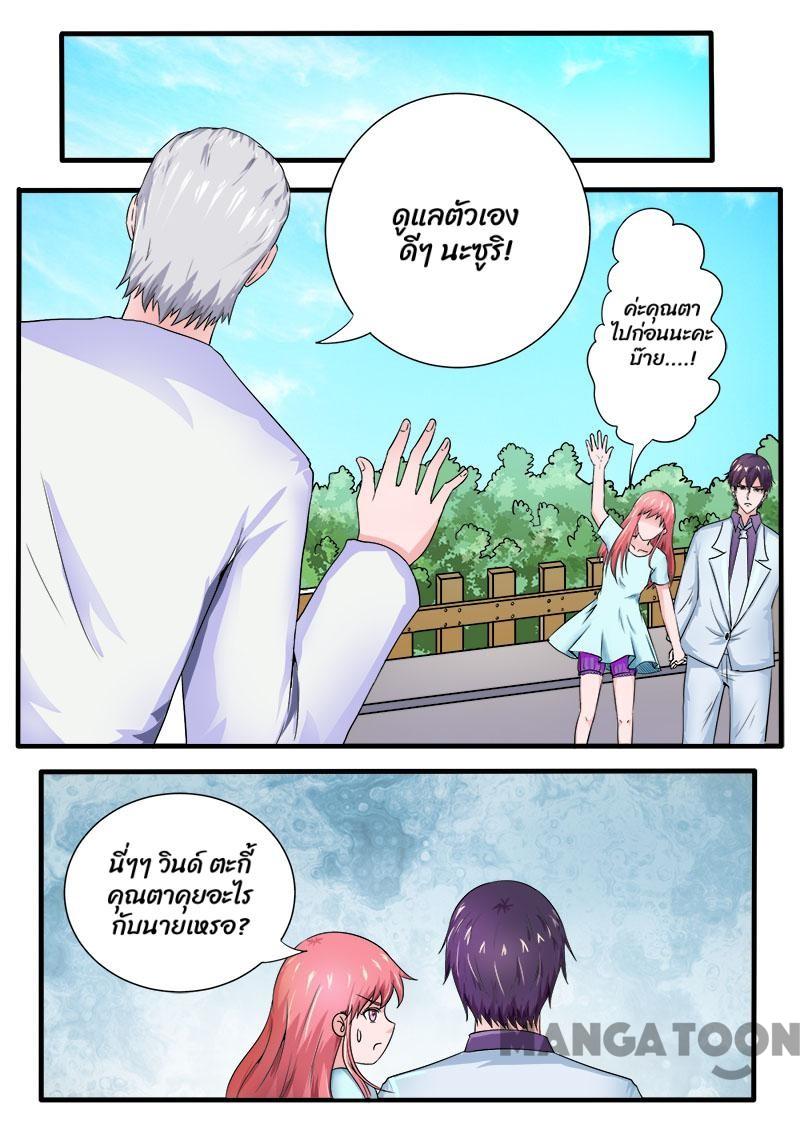 ดูแลตัวเอง
ดีๆ นะซูริ!
ค่ะคุณตา
ไปก่อนนะคะ
บ๊าย....!
นี่ๆๆ วินด์ ตะกี้
คุณตาคุยอะไร
กับนายเหรอ?
MANGATOON